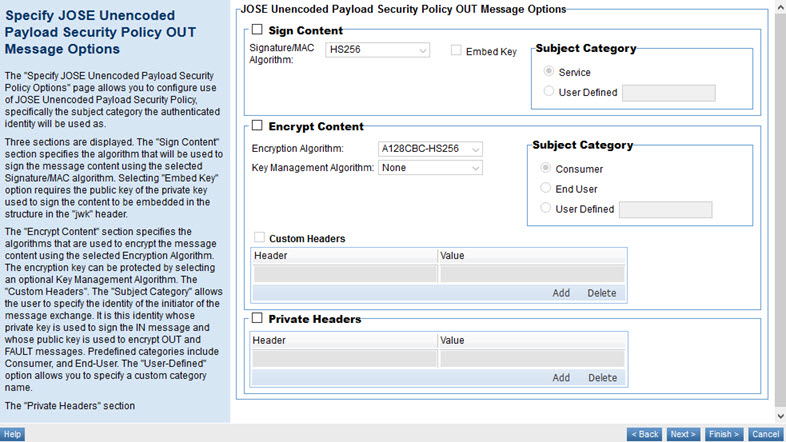 Specify JOSE Unencoded
Payload Security Policy OUT
Message Options
The "Specify JOSE Unencoded Payload Security
Policy Options" page allows you to configure use
of JOSE Unencoded Payload Security Policy,
specifically the subject category the authenticated
identity will be used as.
Three sections are displayed. The "Sign Content"
section specifies the algorithm that will be used to
sign the message content using the selected
Signature/MAC algorithm. Selecting "Embed Key"
option requires the public key of the private key
used to sign the content to be embedded in the
structure in the "jwk" header.
The "Encrypt Content" section specifies the
algorithms that are used to encrypt the message
content using the selected Encryption Algorithm.
The encryption key can be protected by selecting
an optional Key Management Algorithm. The
"Custom Headers". The "Subject Category" allows
the user to specify the identity of the initiator of the
message exchange. It is this identity whose
private key is used to sign the IN message and
whose public key is used to encrypt OUT and
FAULT messages. Predefined categories include
Consumer, and End-User. The "User-Defined"
option allows you to specify a custom category
name.
The "Private Headers" section
JOSE Unencoded Payload Security Policy OUT Message Options
Sign Content
Signature/MAC
Algorithm:
HS256
Embed Key
Subject Category
Service
User Defined
Encrypt Content
Encryption Algorithm:
A128CBC-HS256
Key Management Algorithm:
None
Subject Category
Consumer
End User
User Defined
Custom Headers
Header Value
Add Delete
Private Headers
Header Value
Add Delete
Help
< Back Next > Finish > Cancel